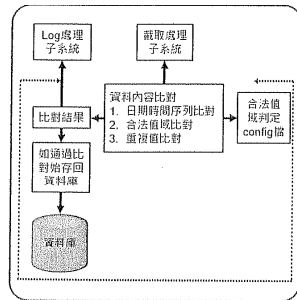 Log處理
子系統
截取處理
子系統
比對結果
資料內容比對
1. 日期時間序列比對
2. 合法值域比對
3. 重複值比對
合法值
域判定
config檔
如通過比
對始存回
資料庫
資料庫